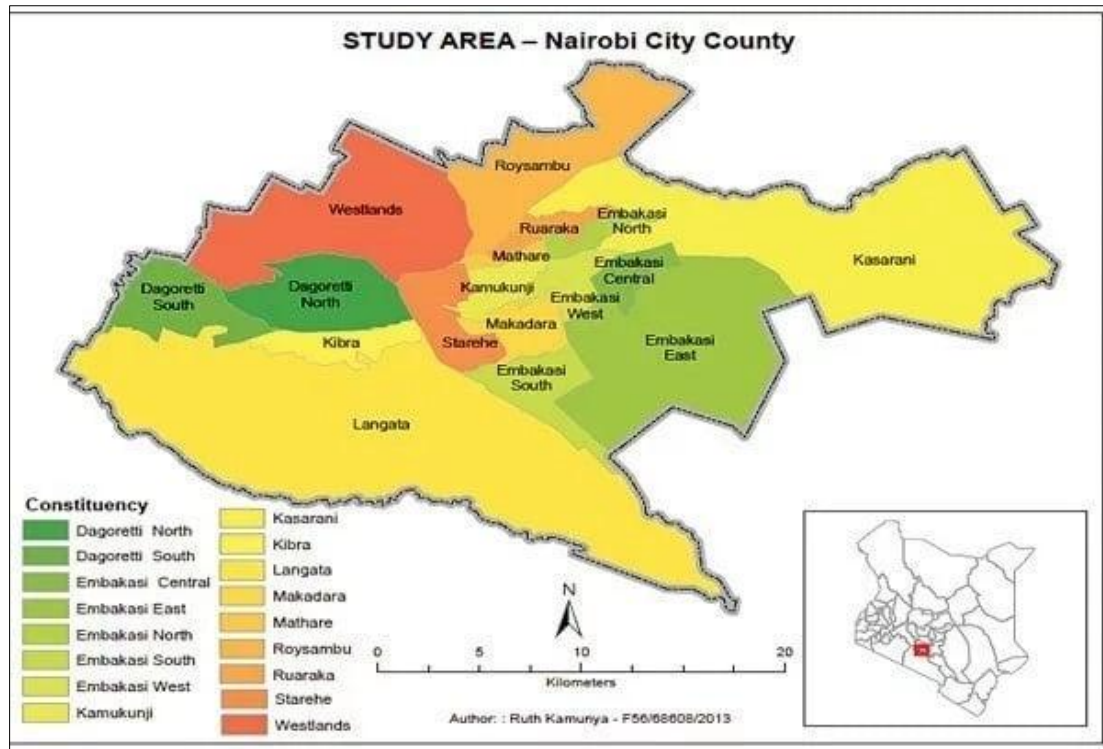 STUDY AREA – Nairobi City County
Roysambu
Westlands
Ruaraka
Embakasi
North
Mathare
Kasarani
Embakasi
Central
Dagoretti
South
Dagoretti
North
Kamukunji
Embakasi
West
Makadara
Kibra
Starehe
Embakasi
East
Embakasi
South
Langata
Constituency
Dagoretti North
Dagoretti South
Embakasi Central
Embakasi East
Embakasi North
Embakasi South
Embakasi West
Kamukunji
Kasarani
Kibra
Langata
Makadara
Mathare
Roysambu
Ruaraka
Starehe
Westlands
N
0 5 10 20
Kilometers
Author: : Ruth Kamunya - F56/68608/2013